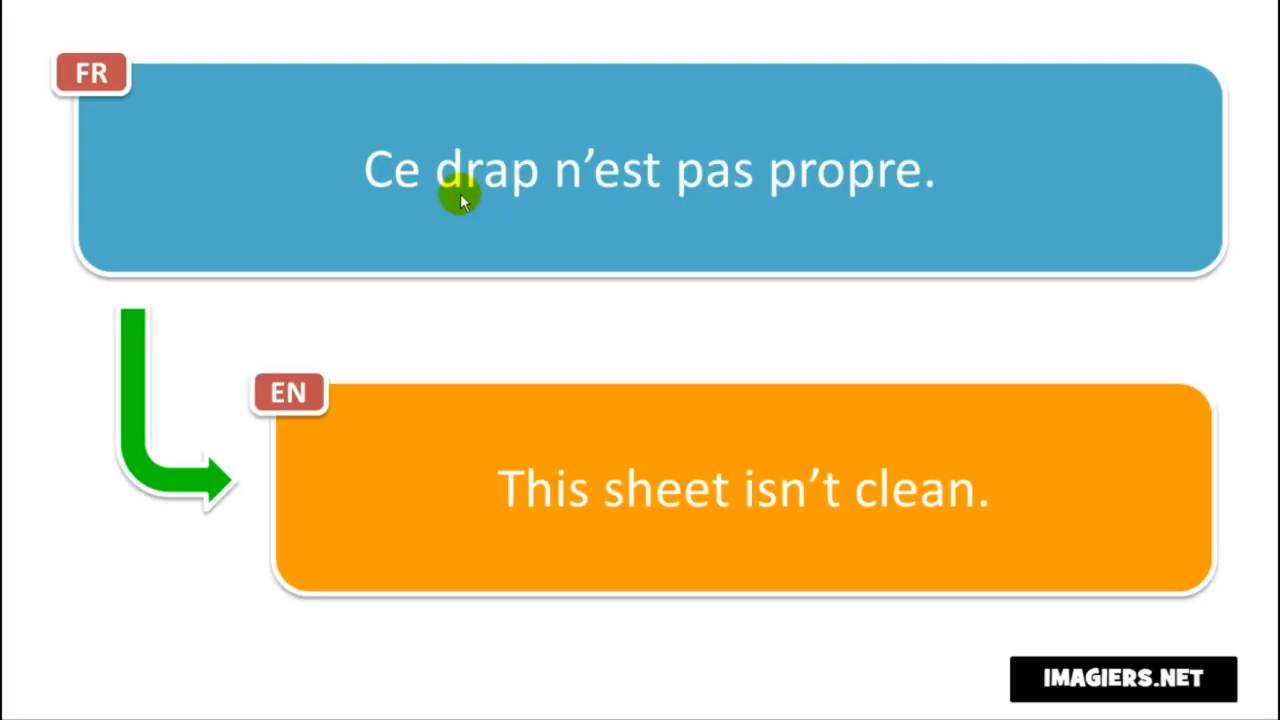 FR
Ce drap n’est pas propre.
EN
This sheet isn’t clean.
IMAGIERS.NET